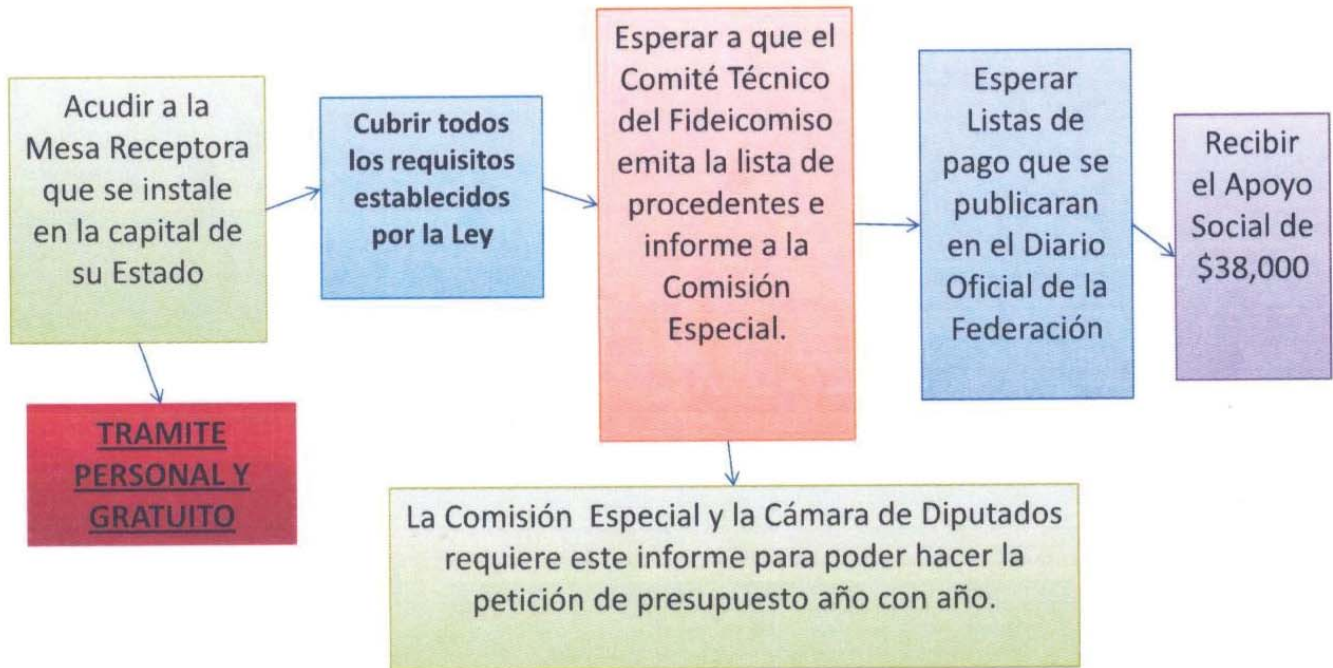 Acudir a la
Mesa Receptora
que se instale
en la capital de
su Estado
TRAMITE
PERSONAL Y
GRATUITO
Cubrir todos
los requisitos
establecidos
por la Ley
Esperar a que el
Comité Técnico
del Fideicomiso
emita la lista de
procedentes e
informe a la
Comisión
Especial.
La Comisión Especial y la Cámara de Diputados
requiere este informe para poder hacer la
petición de presupuesto año con año.
Esperar
Listas de
pago que se
publicaran
en el Diario
Oficial de la
Federación
Recibir
el Apoyo
Social de
$38,000